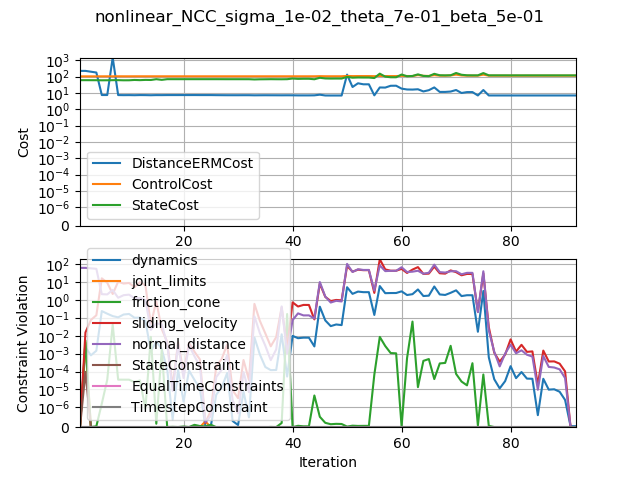 nonlinear_NCC_sigma_1e-02_theta_7e-01_beta_5e-01
Cost
10³
10²
10¹
10⁰
10⁻¹
10⁻²
10⁻³
10⁻⁴
10⁻⁵
10⁻⁶
0
DistanceERMCost
ControlCost
StateCost
20
40
60
80
Constraint Violation
10²
10¹
10⁰
10⁻¹
10⁻²
10⁻³
10⁻⁴
10⁻⁵
10⁻⁶
0
dynamics
joint_limits
friction_cone
sliding_velocity
normal_distance
StateConstraint
EqualTimeConstraints
TimestepConstraint
20
40
60
80
Iteration